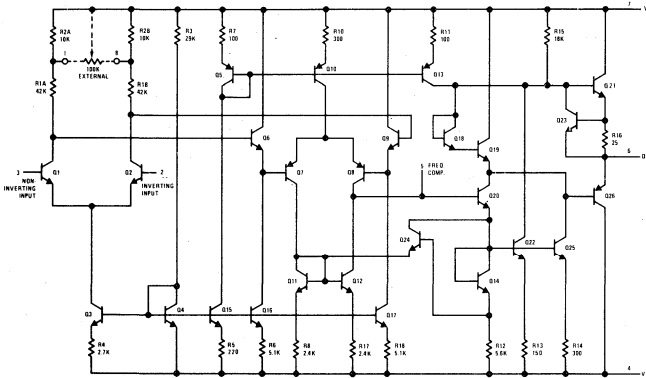 7 V
R2A 10K
R2B 10K
R3 29K
R7 100
R10 300
R11 100
R15 18K
1
8
100K EXTERNAL
Q5
Q10
Q13
Q21
R1A 42K
R1B 42K
Q23
R16 25
Q6
Q9
Q18
Q19
6
3
Q1
Q2
2
NON-INVERTING INPUT
INVERTING INPUT
Q7
Q8
5 FREQ COMP.
Q20
Q26
Q24
Q22
Q25
Q11
Q12
Q14
Q3
Q4
Q15
Q16
Q17
R4 2.7K
R5 220
R6 5.1K
R8 2.4K
R17 2.4K
R18 5.1K
R12 5.6K
R13 150
R14 300
4 V